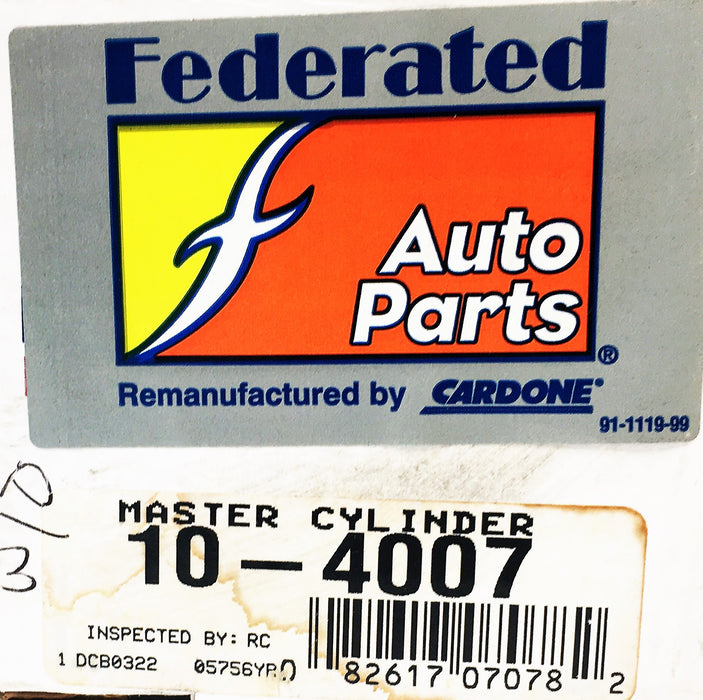 Federated
f
Auto
Parts
®
Remanufactured by CARDONE®
91-1119-99
MASTER CYLINDER
10-4007
INSPECTED BY: RC
1 DCB0322
82617 07078 2